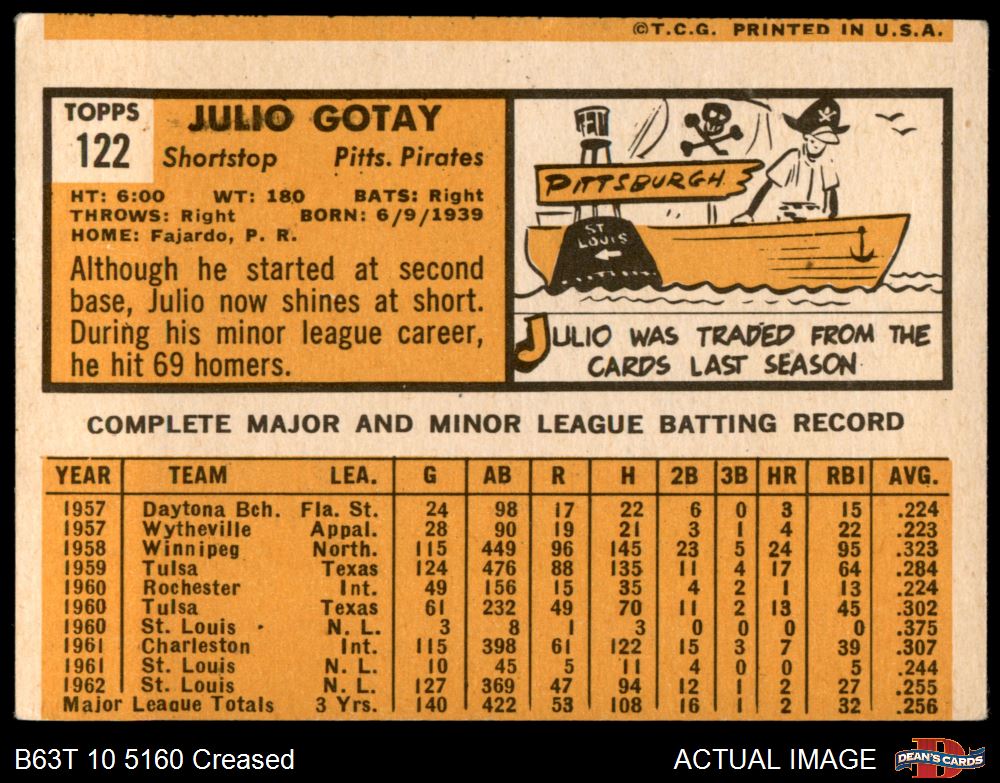 ©T.C.G. PRINTED IN U.S.A.
TOPPS
122
JULIO GOTAY
Shortstop Pitts. Pirates
HT: 6:00 WT: 180 BATS: Right
THROWS: Right BORN: 6/9/1939
HOME: Fajardo, P. R.
Although he started at second
base, Julio now shines at short.
During his minor league career,
he hit 69 homers.
PITTSBURGH
ST
LOUIS
JULIO WAS TRADED FROM THE
CARDS LAST SEASON
COMPLETE MAJOR AND MINOR LEAGUE BATTING RECORD
YEAR TEAM LEA. G AB R H 2B 3B HR RBI AVG.
1957 Daytona Bch. Fla. St. 24 98 17 22 6 0 3 15 .224
1957 Wytheville Appal. 28 90 19 21 3 1 4 22 .223
1958 Winnipeg North. 115 449 96 145 23 5 24 95 .323
1959 Tulsa Texas 124 476 88 135 11 4 17 64 .284
1960 Rochester Int. 49 156 15 35 4 2 1 13 .224
1960 Tulsa Texas 61 232 49 70 11 2 13 45 .302
1960 St. Louis N. L. 3 8 1 3 0 0 0 0 .375
1961 Charleston Int. 115 398 61 122 15 3 7 39 .307
1961 St. Louis N. L. 10 45 5 11 4 0 0 5 .244
1962 St. Louis N. L. 127 369 47 94 12 1 2 27 .255
Major League Totals 3 Yrs. 140 422 53 108 16 1 2 32 .256
B63T 10 5160 Creased
ACTUAL IMAGE
DEAN'S CARDS